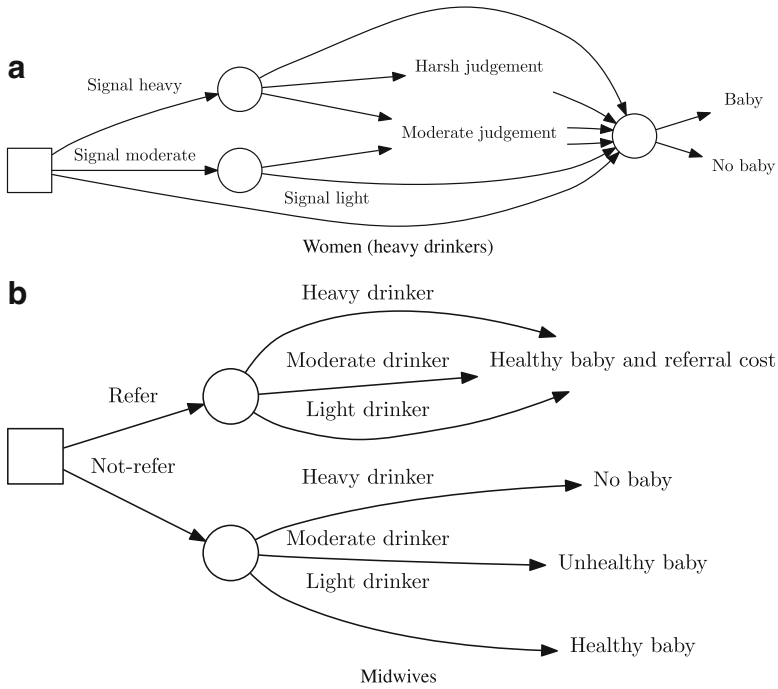 a
Signal heavy
Harsh judgement
Baby
Moderate judgement
Signal moderate
No baby
Signal light
Women (heavy drinkers)
b
Heavy drinker
Moderate drinker
Healthy baby and referral cost
Refer
Light drinker
Not-refer
Heavy drinker
No baby
Moderate drinker
Unhealthy baby
Light drinker
Healthy baby
Midwives